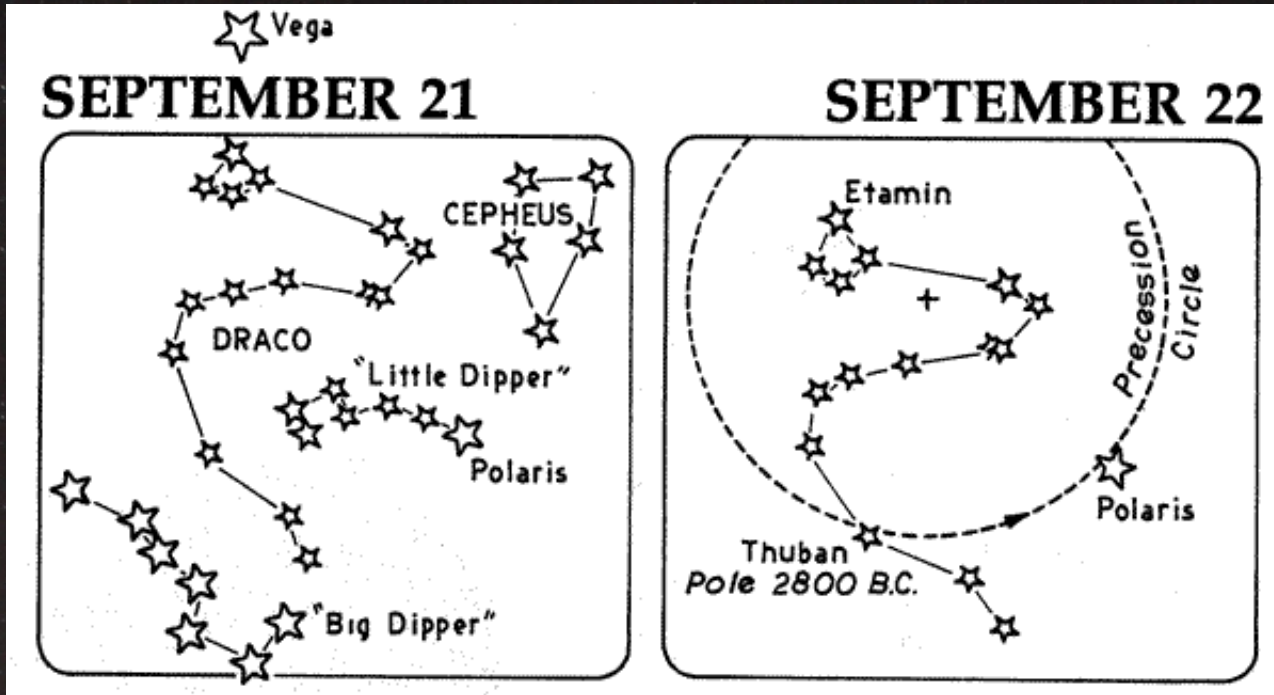 Vega
SEPTEMBER 21
CEPHEUS
DRACO
"Little Dipper"
Polaris
"Big Dipper"
SEPTEMBER 22
Etamin
Precession
Circle
Polaris
Thuban
Pole 2800 B.C.